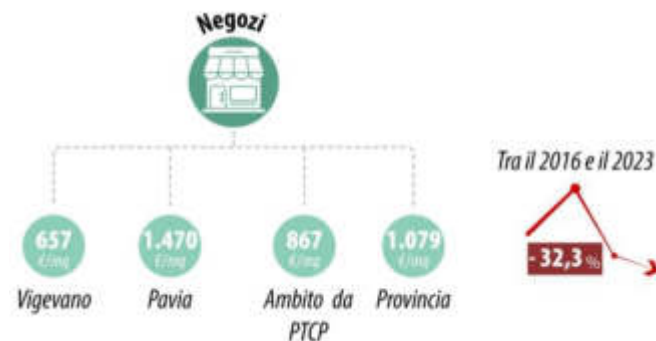 Negozi
Tra il 2016 e il 2023
657
€/mq
1.470
€/mq
867
€/mq
1.079
€/mq
- 32,3 %
Vigevano
Pavia
Ambito da
PTCP
Provincia